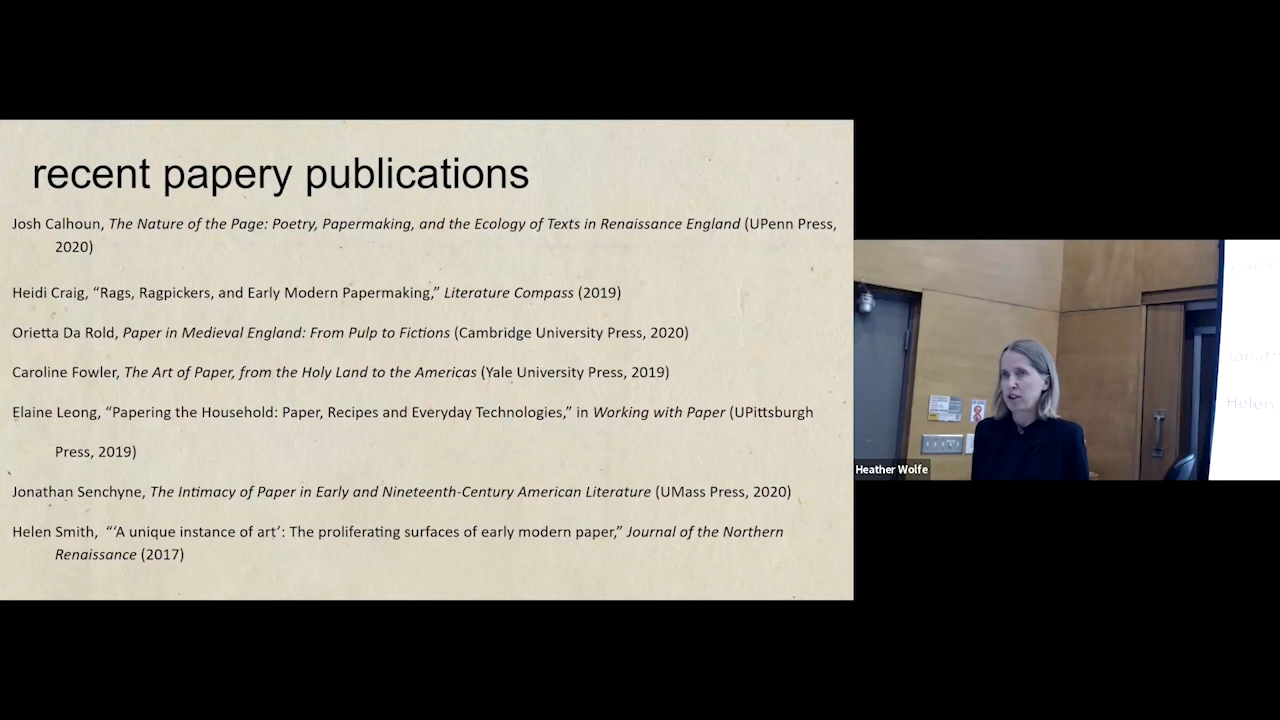 recent papery publications
Josh Calhoun, The Nature of the Page: Poetry, Papermaking, and the Ecology of Texts in Renaissance England (UPenn Press,
2020)
Heidi Craig, “Rags, Ragpickers, and Early Modern Papermaking,” Literature Compass (2019)
Orietta Da Rold, Paper in Medieval England: From Pulp to Fictions (Cambridge University Press, 2020)
Caroline Fowler, The Art of Paper, from the Holy Land to the Americas (Yale University Press, 2019)
Elaine Leong, “Papering the Household: Paper, Recipes and Everyday Technologies,” in Working with Paper (UPittsburgh
Press, 2019)
Jonathan Senchyne, The Intimacy of Paper in Early and Nineteenth-Century American Literature (UMass Press, 2020)
Helen Smith, “‘A unique instance of art’: The proliferating surfaces of early modern paper,” Journal of the Northern
Renaissance (2017)
Heather Wolfe
Helen